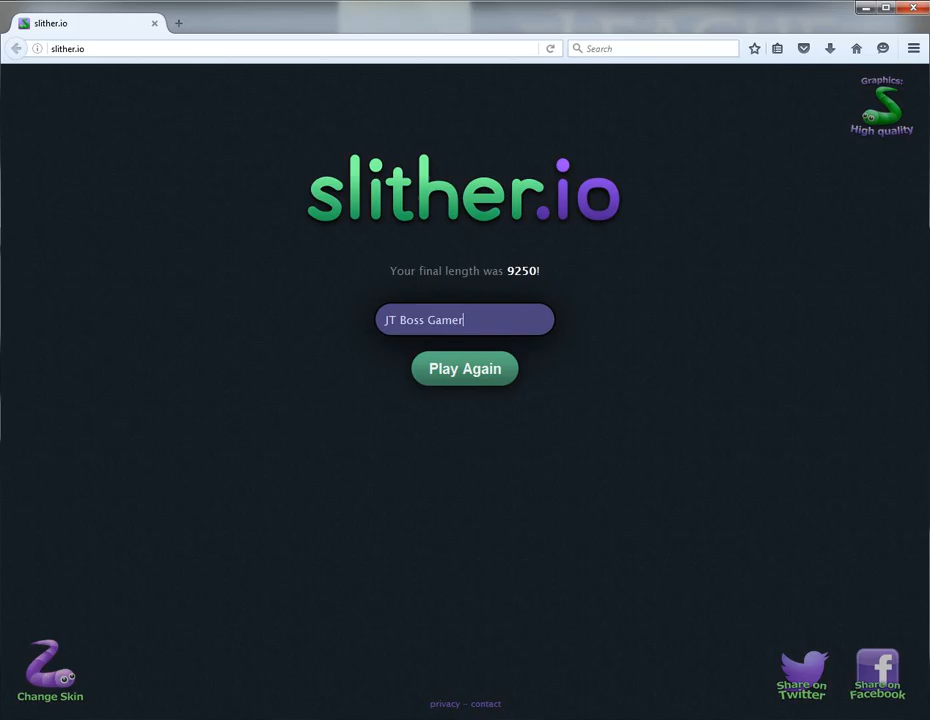 slither.io
slither.io
Search
Graphics:
High quality
slither.io
Your final length was 9250!
JT Boss Gamer
Play Again
Change Skin
Share on
Twitter
Share on
Facebook
privacy - contact